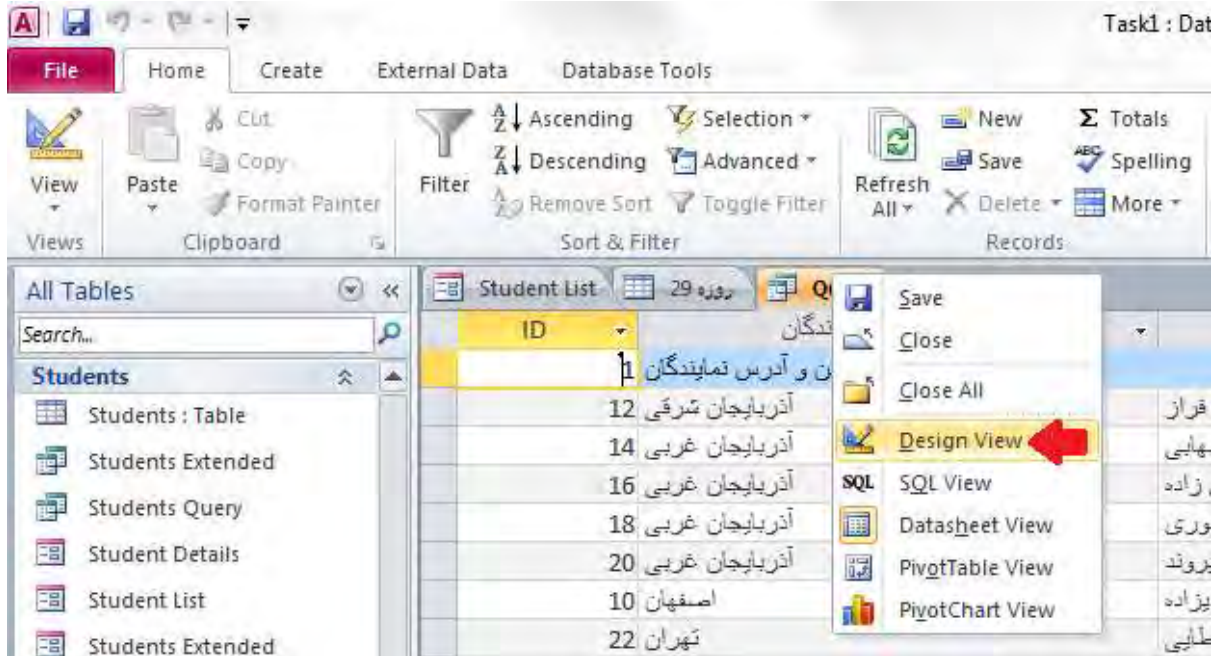 Task1 : Dat
File Home Create External Data Database Tools
Cut
Copy
Format Painter
View
Paste
Views Clipboard
Filter
Ascending
Descending
Remove Sort
Selection
Advanced
Toggle Filter
Sort & Filter
Refresh All
New
Save
Delete
Totals
Spelling
More
Records
All Tables
Search...
Students
Students : Table
Students Extended
Students Query
Student Details
Student List
Students Extended
Student List روزه 29
ID
ن و آدرس نمایندگان 1
آذربایجان شرقی 12 فراز
آذربایجان غربی 14
آذربایجان غربی 16 زاده
آذربایجان غربی 18
آذربایجان غربی 20
اصفهان 10
تهران 22
Save
Close
Close All
Design View
SQL SQL View
Datasheet View
PivotTable View
PivotChart View